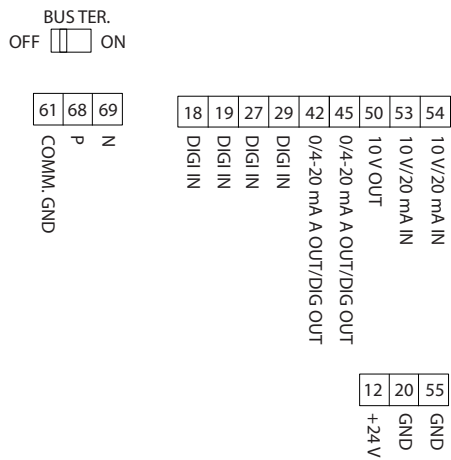 BUS TER.
OFF ON
61 68 69
COMM. GND
P
N
18 19 27 29 42 45 50 53 54
DIGI IN
DIGI IN
DIGI IN
DIGI IN
0/4-20 mA A OUT/DIG OUT
0/4-20 mA A OUT/DIG OUT
10 V OUT
10 V/20 mA IN
10 V/20 mA IN
12 20 55
+24 V
GND
GND